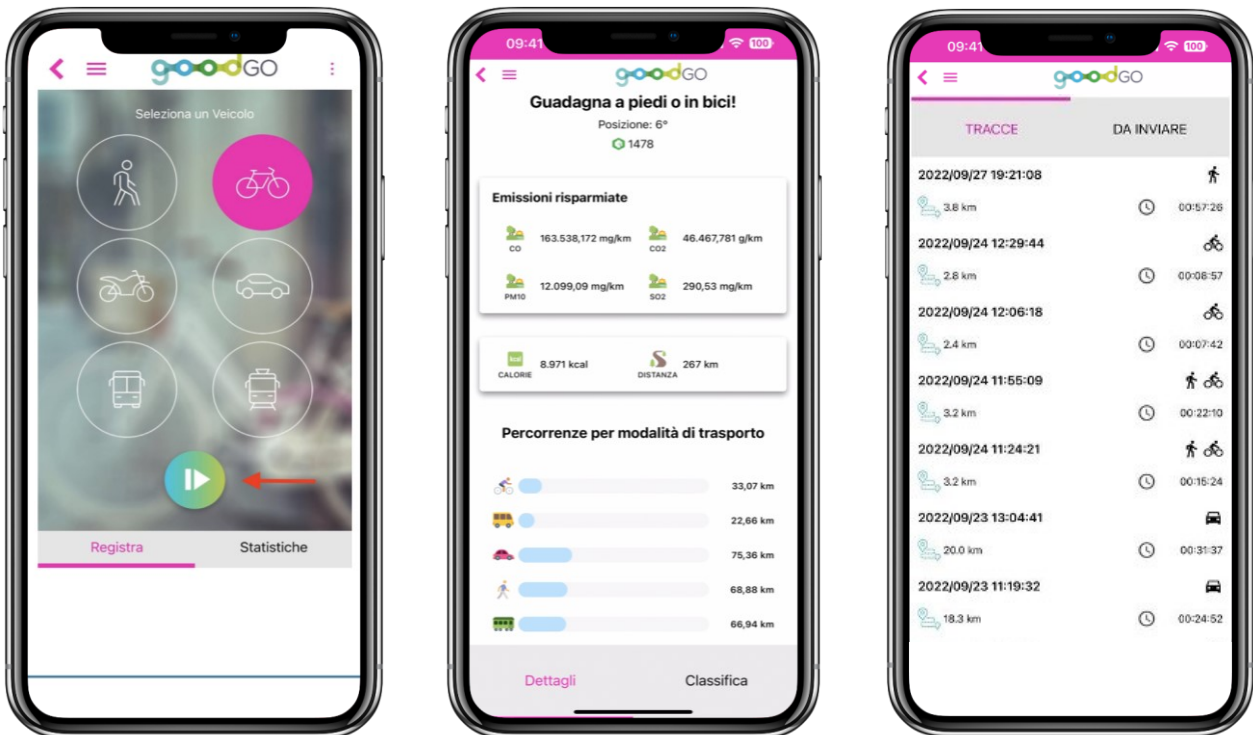 goodGO
Seleziona un Veicolo
Registra Statistiche
09:41 100
goodGO
Guadagna a piedi o in bici!
Posizione: 6°
1478
Emissioni risparmiate
163.538,172 mg/km 46.467,781 g/km
CO CO2
12.099,09 mg/km 290,53 mg/km
PM10 SO2
kcal
8.971 kcal 267 km
CALORIE DISTANZA
Percorrenze per modalità di trasporto
33,07 km
22,66 km
75,36 km
68,88 km
66,94 km
Dettagli Classifica
09:41 100
goodGO
TRACCE DA INVIARE
2022/09/27 19:21:08
3.8 km 00:57:26
2022/09/24 12:29:44
2.8 km 00:08:57
2022/09/24 12:06:18
2.4 km 00:07:42
2022/09/24 11:55:09
3.2 km 00:22:10
2022/09/24 11:24:21
3.2 km 00:15:24
2022/09/23 13:04:41
20.0 km 00:31:37
2022/09/23 11:19:32
18.3 km 00:24:52